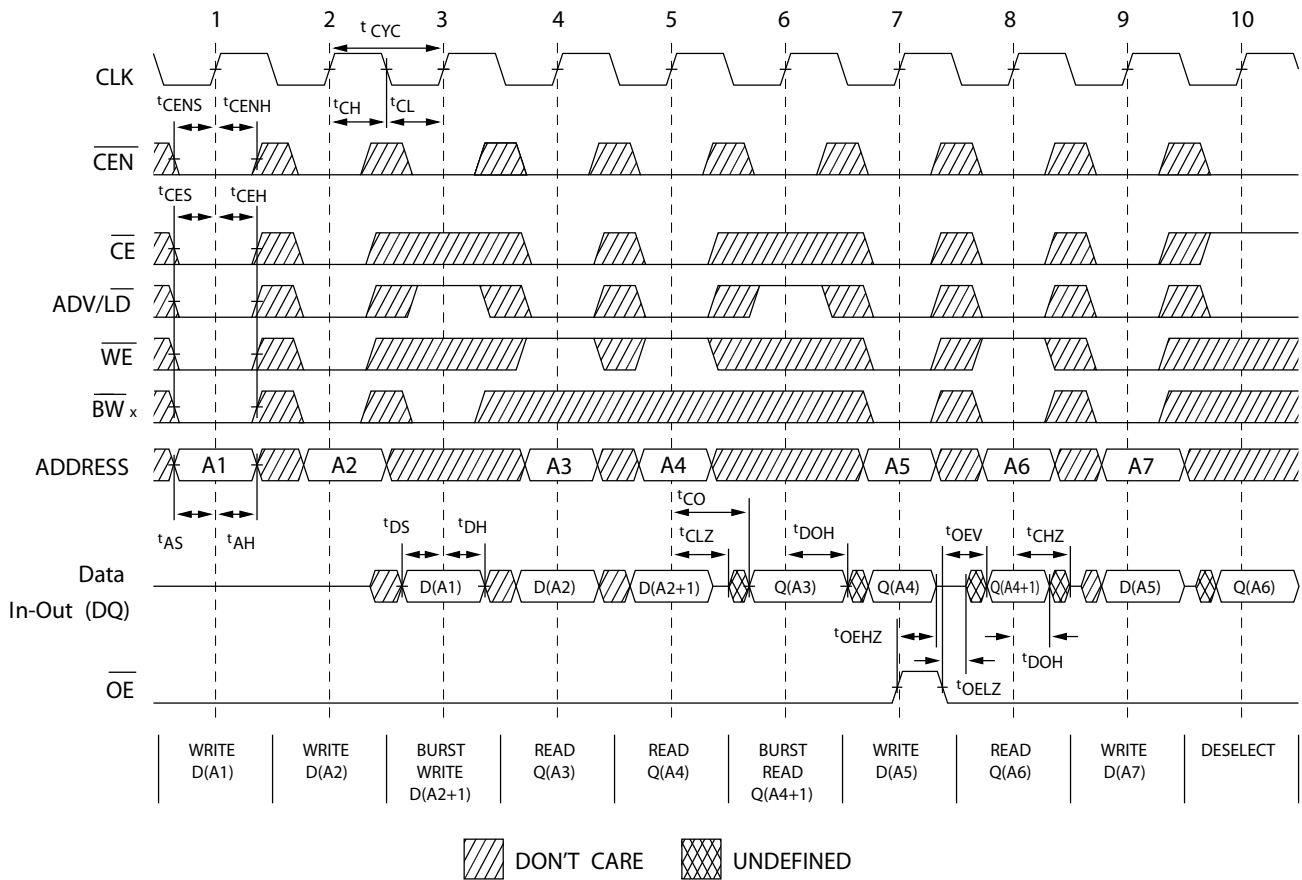 1 2 3 4 5 6 7 8 9 10
tCYC
CLK
tCENS tCENH tCH tCL
CEN
tCES tCEH
CE
ADV/LD
WE
BW x
ADDRESS A1 A2 A3 A4 A5 A6 A7
tCO
tAS tAH tDS tDH tCLZ tDOH tOEV tCHZ
Data
In-Out (DQ)
D(A1) D(A2) D(A2+1) Q(A3) Q(A4) Q(A4+1) D(A5) Q(A6)
tOEHZ tDOH
tOELZ
OE
WRITE
D(A1)
WRITE
D(A2)
BURST
WRITE
D(A2+1)
READ
Q(A3)
READ
Q(A4)
BURST
READ
Q(A4+1)
WRITE
D(A5)
READ
Q(A6)
WRITE
D(A7)
DESELECT
DON'T CARE UNDEFINED